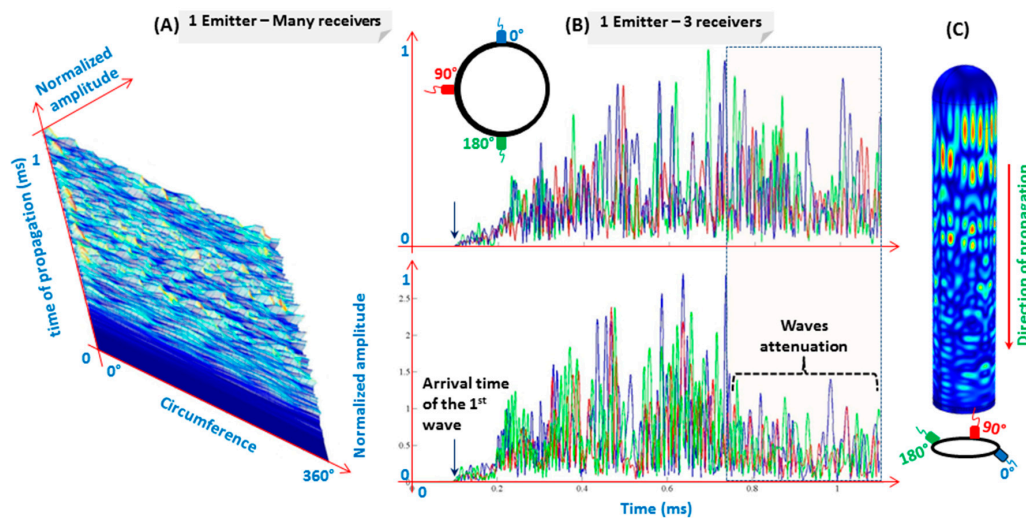 (A)
1 Emitter – Many receivers
Normalized
amplitude
1
time of propagation (ms)
0
0°
Circumference
360°
(B)
1 Emitter – 3 receivers
1
0°
90°
180°
0
Normalized amplitude
1
2.5
2
1.5
1
0.5
0
0
Arrival time
of the 1st
wave
Waves
attenuation
0.2
0.4
0.6
0.8
1
Time (ms)
(C)
Direction of propagation
90°
180°
0°